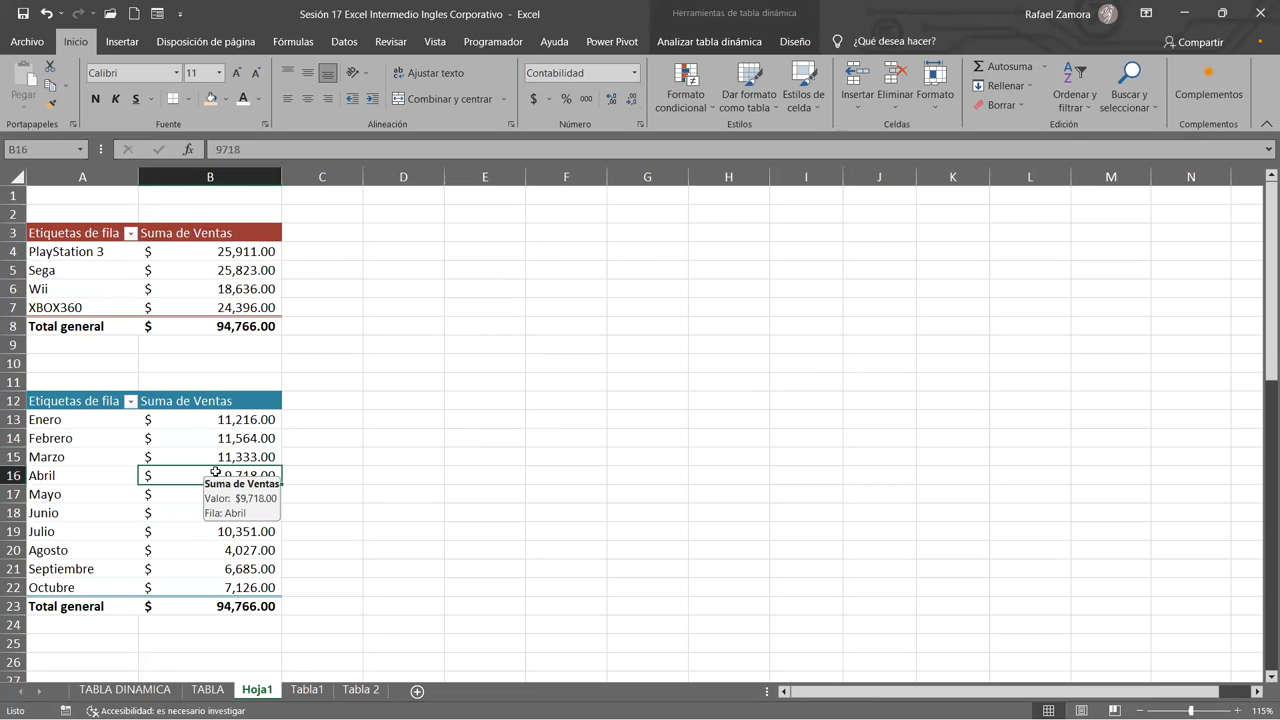 Sesión 17 Excel Intermedio Ingles Corporativo - Excel
Herramientas de tabla dinámica
Rafael Zamora
Archivo Inicio Insertar Disposición de página Fórmulas Datos Revisar Vista Programador Ayuda Power Pivot Analizar tabla dinámica Diseño ¿Qué desea hacer? Compartir
Pegar
Calibri 11
N K S A
Ajustar texto
Combinar y centrar
Contabilidad
$ % 000
Formato condicional
Dar formato como tabla
Estilos de celda
Insertar Eliminar Formato
Autosuma
Rellenar
Borrar
Ordenar y filtrar
Buscar y seleccionar
Complementos
Portapapeles Fuente Alineación Número Estilos Celdas Edición Complementos
B16 fx 9718
A B C D E F G H I J K L M N
1
2
3 Etiquetas de fila Suma de Ventas
4 PlayStation 3 $ 25,911.00
5 Sega $ 25,823.00
6 Wii $ 18,636.00
7 XBOX360 $ 24,396.00
8 Total general $ 94,766.00
9
10
11
12 Etiquetas de fila Suma de Ventas
13 Enero $ 11,216.00
14 Febrero $ 11,564.00
15 Marzo $ 11,333.00
16 Abril $ 9,718.00
Suma de Ventas
17 Mayo $
Valor: $9,718.00
18 Junio $
Fila: Abril
19 Julio $ 10,351.00
20 Agosto $ 4,027.00
21 Septiembre $ 6,685.00
22 Octubre $ 7,126.00
23 Total general $ 94,766.00
24
25
26
27
TABLA DINAMICA TABLA Hoja1 Tabla1 Tabla 2
Listo Accesibilidad: es necesario investigar 115%